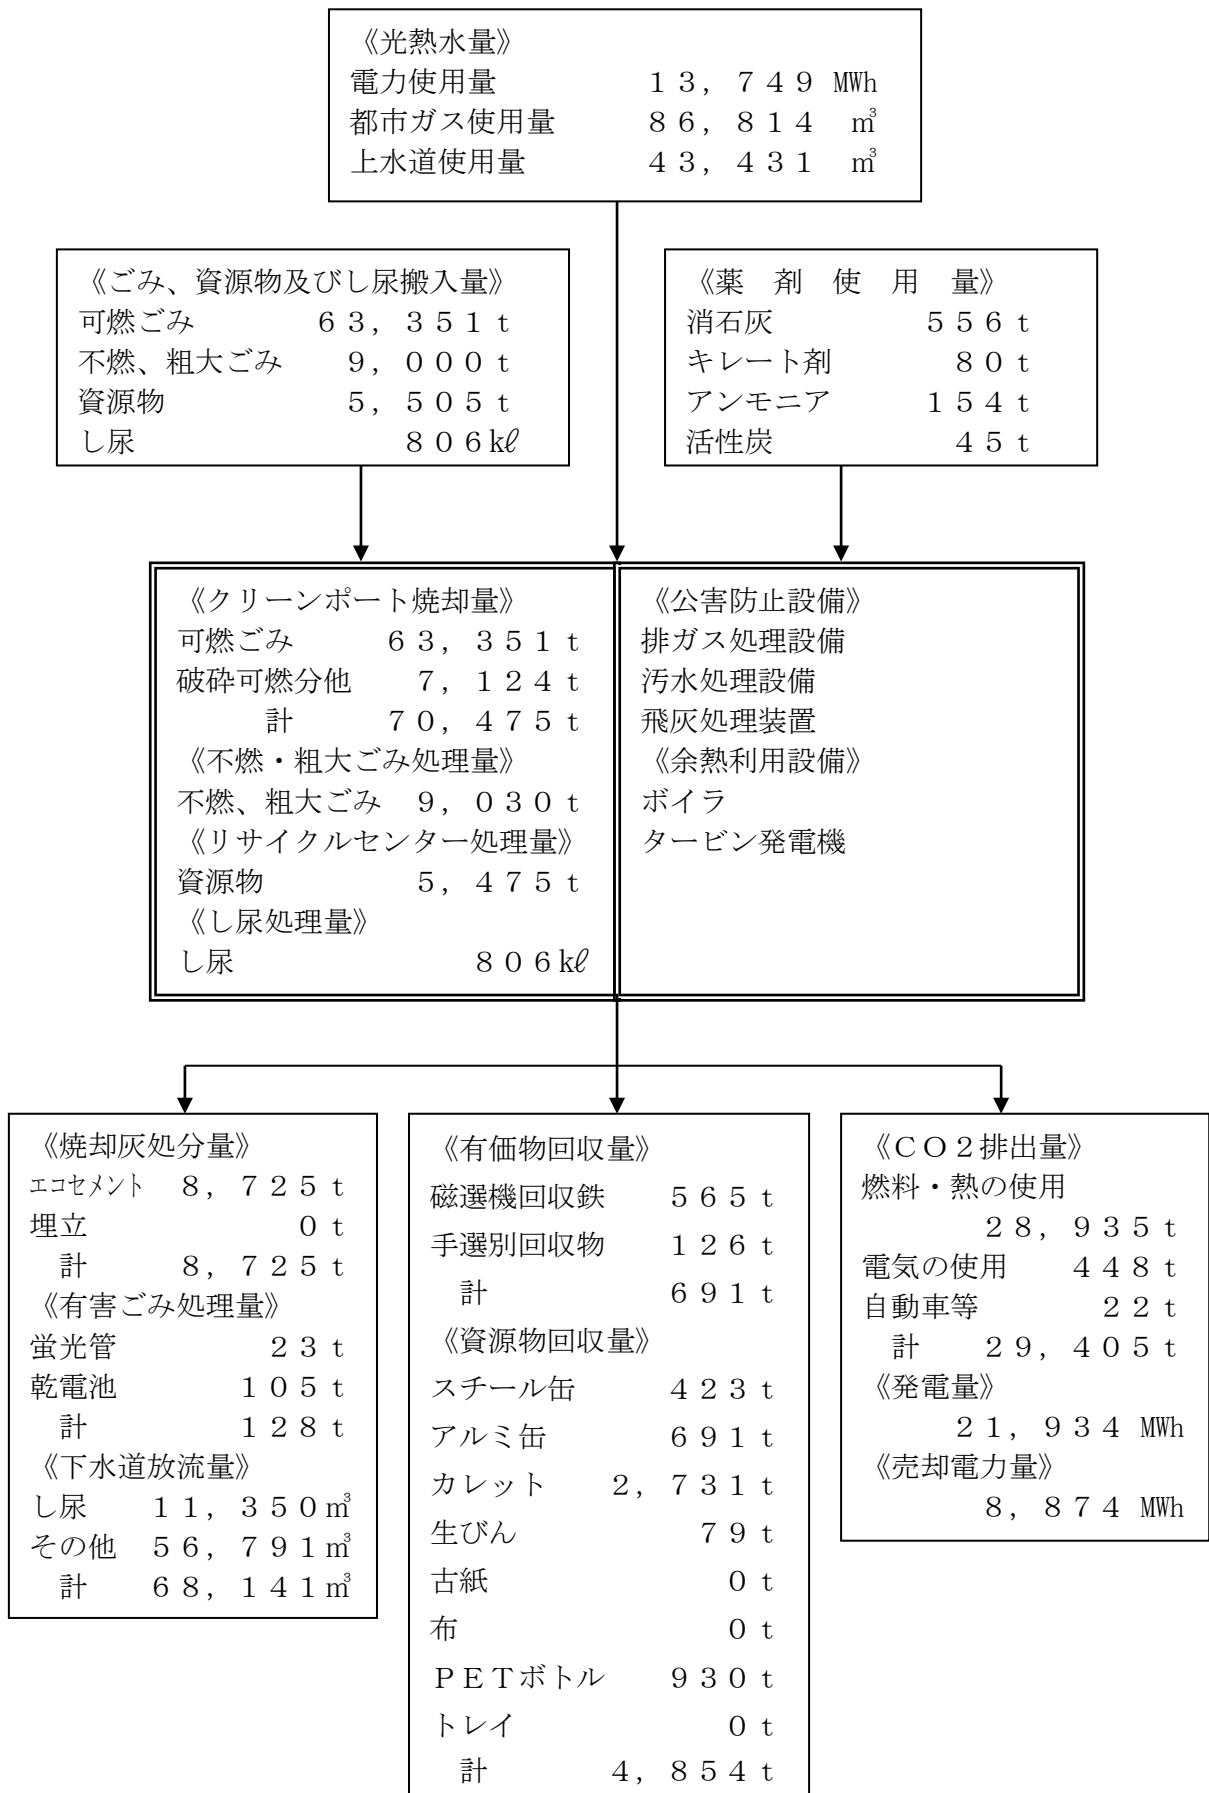 《光熱水量》
電力使用量 １３，７４９ MWh
都市ガス使用量 ８６，８１４ ㎥
上水道使用量 ４３，４３１ ㎥
《ごみ、資源物及びし尿搬入量》
可燃ごみ ６３，３５１ｔ
不燃、粗大ごみ ９，０００ｔ
資源物 ５，５０５ｔ
し尿 ８０６kℓ
《薬 剤 使 用 量》
消石灰 ５５６ｔ
キレート剤 ８０ｔ
アンモニア １５４ｔ
活性炭 ４５ｔ
《クリーンポート焼却量》
可燃ごみ ６３，３５１ｔ
破砕可燃分他 ７，１２４ｔ
計 ７０，４７５ｔ
《不燃・粗大ごみ処理量》
不燃、粗大ごみ ９，０３０ｔ
《リサイクルセンター処理量》
資源物 ５，４７５ｔ
《し尿処理量》
し尿 ８０６kℓ
《公害防止設備》
排ガス処理設備
汚水処理設備
飛灰処理装置
《余熱利用設備》
ボイラ
タービン発電機
《焼却灰処分量》
エコセメント ８，７２５ｔ
埋立 ０ｔ
計 ８，７２５ｔ
《有害ごみ処理量》
蛍光管 ２３ｔ
乾電池 １０５ｔ
計 １２８ｔ
《下水道放流量》
し尿 １１，３５０㎥
その他 ５６，７９１㎥
計 ６８，１４１㎥
《有価物回収量》
磁選機回収鉄 ５６５ｔ
手選別回収物 １２６ｔ
計 ６９１ｔ
《資源物回収量》
スチール缶 ４２３ｔ
アルミ缶 ６９１ｔ
カレット ２，７３１ｔ
生びん ７９ｔ
古紙 ０ｔ
布 ０ｔ
ＰＥＴボトル ９３０ｔ
トレイ ０ｔ
計 ４，８５４ｔ
《ＣＯ２排出量》
燃料・熱の使用
２８，９３５ｔ
電気の使用 ４４８ｔ
自動車等 ２２ｔ
計 ２９，４０５ｔ
《発電量》
２１，９３４ MWh
《売却電力量》
８，８７４ MWh